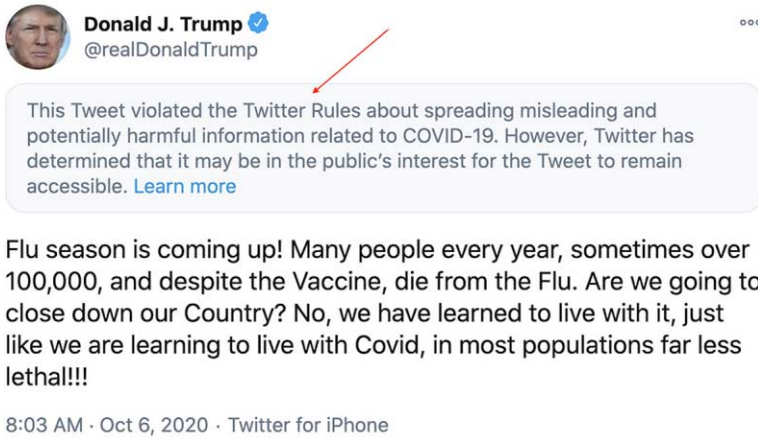 Donald J. Trump
@realDonaldTrump
This Tweet violated the Twitter Rules about spreading misleading and
potentially harmful information related to COVID-19. However, Twitter has
determined that it may be in the public's interest for the Tweet to remain
accessible. Learn more
Flu season is coming up! Many people every year, sometimes over
100,000, and despite the Vaccine, die from the Flu. Are we going to
close down our Country? No, we have learned to live with it, just
like we are learning to live with Covid, in most populations far less
lethal!!!
8:03 AM · Oct 6, 2020 · Twitter for iPhone